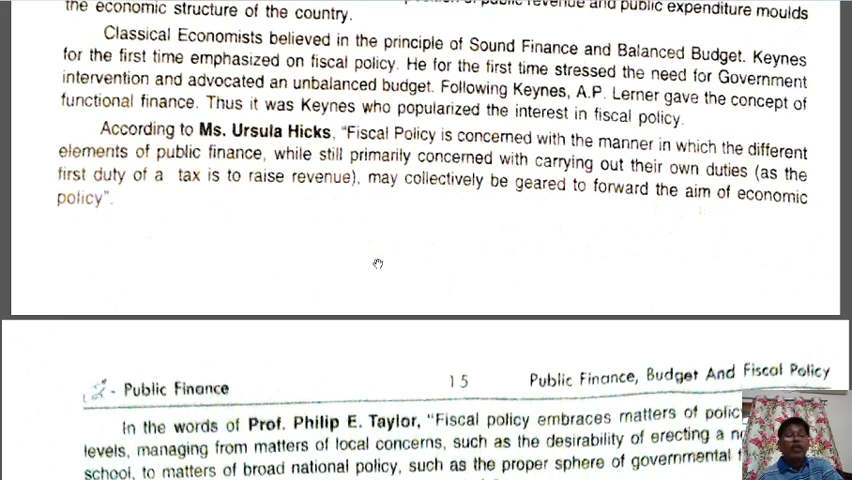 the economic structure of the country. of public revenue and public expenditure moulds
Classical Economists believed in the principle of Sound Finance and Balanced Budget. Keynes
for the first time emphasized on fiscal policy. He for the first time stressed the need for Government
intervention and advocated an unbalanced budget. Following Keynes, A.P. Lerner gave the concept of
functional finance. Thus it was Keynes who popularized the interest in fiscal policy.
According to Ms. Ursula Hicks, "Fiscal Policy is concerned with the manner in which the different
elements of public finance, while still primarily concerned with carrying out their own duties (as the
first duty of a tax is to raise revenue), may collectively be geared to forward the aim of economic
policy".
2 - Public Finance 15 Public Finance, Budget And Fiscal Policy
In the words of Prof. Philip E. Taylor, "Fiscal policy embraces matters of
levels, managing from matters of local concerns, such as the desirability of erecting a
school, to matters of broad national policy, such as the proper sphere of governmental